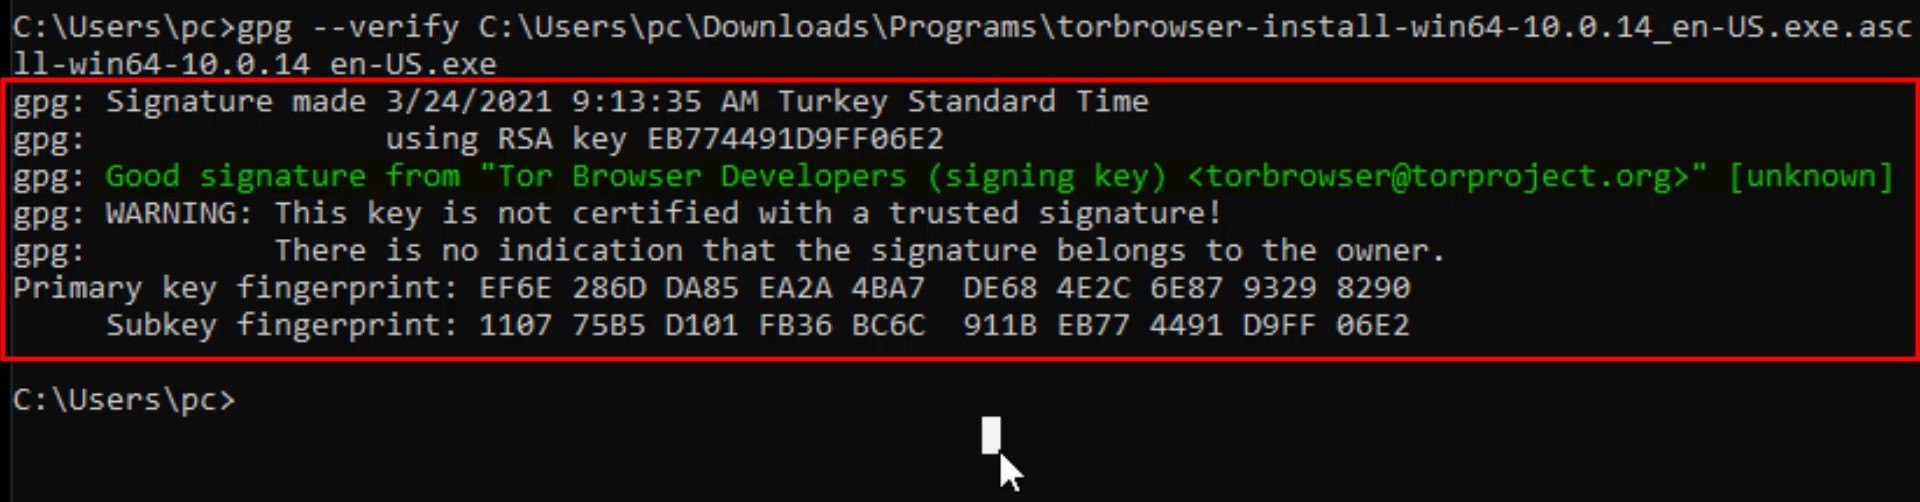 C:\Users\pc>gpg --verify C:\Users\pc\Downloads\Programs\torbrowser-install-win64-10.0.14_en-US.exe.asc
ll-win64-10.0.14_en-US.exe
gpg: Signature made 3/24/2021 9:13:35 AM Turkey Standard Time
gpg:                using RSA key EB774491D9FF06E2
gpg: Good signature from "Tor Browser Developers (signing key) <torbrowser@torproject.org>" [unknown]
gpg: WARNING: This key is not certified with a trusted signature!
gpg:          There is no indication that the signature belongs to the owner.
Primary key fingerprint: EF6E 286D DA85 EA2A 4BA7  DE68 4E2C 6E87 9329 8290
     Subkey fingerprint: 1107 75B5 D101 FB36 BC6C  911B EB77 4491 D9FF 06E2
C:\Users\pc>